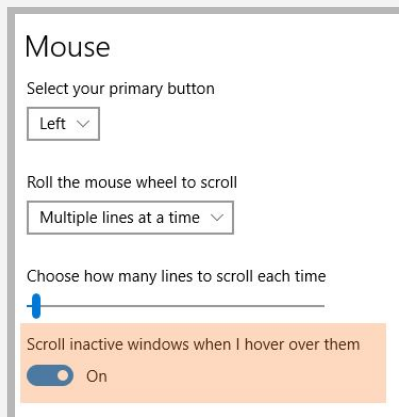 Mouse
Select your primary button
Left
Roll the mouse wheel to scroll
Multiple lines at a time
Choose how many lines to scroll each time
Scroll inactive windows when I hover over them
On